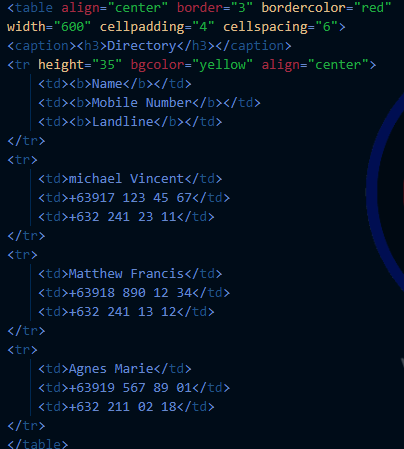 <table align="center" border="3" bordercolor="red"
width="600" cellpadding="4" cellspacing="6">
<caption><h3>Directory</h3></caption>
<tr height="35" bgcolor="yellow" align="center">
    <td><b>Name</b></td>
    <td><b>Mobile Number</b></td>
    <td><b>Landline</b></td>
</tr>
<tr>
    <td>michael Vincent</td>
    <td>+63917 123 45 67</td>
    <td>+632 241 23 11</td>
</tr>
<tr>
    <td>Matthew Francis</td>
    <td>+63918 890 12 34</td>
    <td>+632 241 13 12</td>
</tr>
<tr>
    <td>Agnes Marie</td>
    <td>+63919 567 89 01</td>
    <td>+632 211 02 18</td>
</tr>
</table>